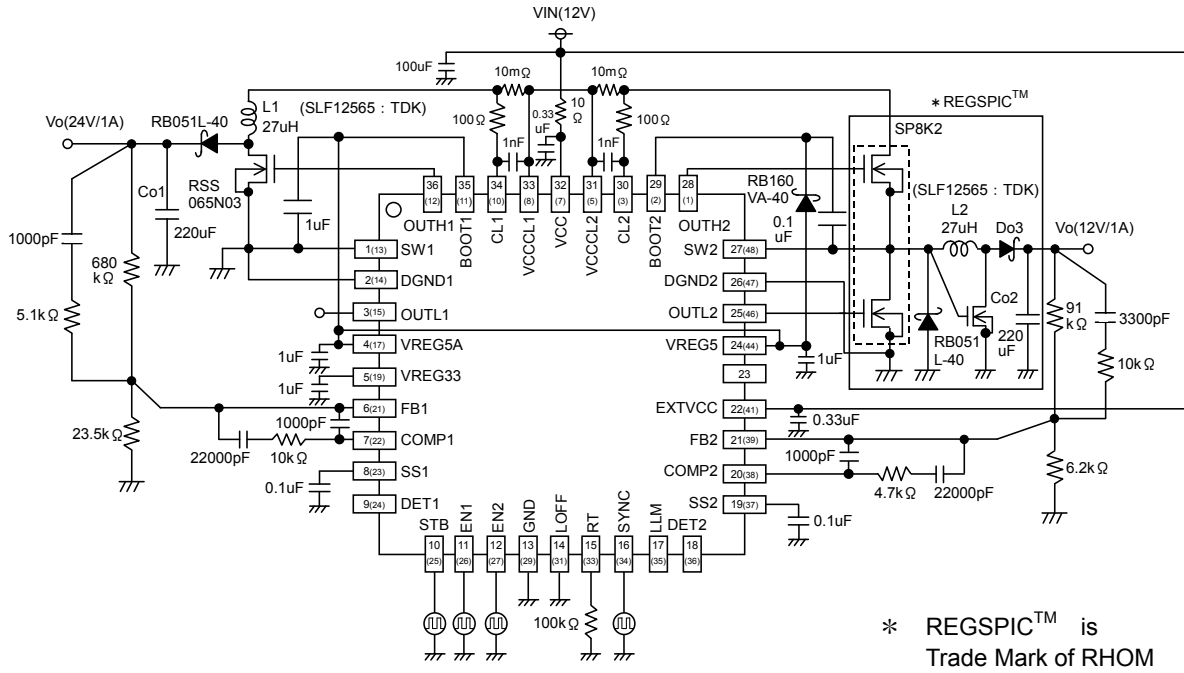 VIN(12V)
100uF
10mΩ
10mΩ
L1
27uH
(SLF12565 : TDK)
100Ω
0.33
uF
10
Ω
100Ω
1nF
1nF
* REGSPIC™
SP8K2
Vo(24V/1A)
RB051L-40
RSS
065N03
Co1
220uF
1uF
RB160
VA-40
0.1
uF
(SLF12565 : TDK)
L2
27uH
Do3
Vo(12V/1A)
36
(12)
35
(11)
34
(10)
33
(8)
32
(7)
31
(5)
30
(3)
29
(2)
28
(1)
OUTH1
BOOT1
CL1
VCCCL1
VCC
VCCCL2
CL2
BOOT2
OUTH2
1000pF
680
kΩ
5.1kΩ
23.5kΩ
1(13) SW1
2(14) DGND1
3(15) OUTL1
1uF
4(17) VREG5A
1uF
5(19) VREG33
6(21) FB1
1000pF
7(22) COMP1
22000pF
10kΩ
8(23) SS1
0.1uF
9(24) DET1
SW2 27(48)
DGND2 26(47)
OUTL2 25(46)
VREG5 24(44)
1uF
23
EXTVCC 22(41)
0.33uF
FB2 21(39)
1000pF
COMP2 20(38)
4.7kΩ
22000pF
SS2 19(37)
0.1uF
RB051
L-40
Co2
220
uF
91
kΩ
3300pF
10kΩ
6.2kΩ
STB
EN1
EN2
GND
LOFF
RT
SYNC
LLM
DET2
10
(25)
11
(26)
12
(27)
13
(29)
14
(31)
15
(33)
16
(34)
17
(35)
18
(36)
100kΩ
* REGSPIC™ is
Trade Mark of RHOM